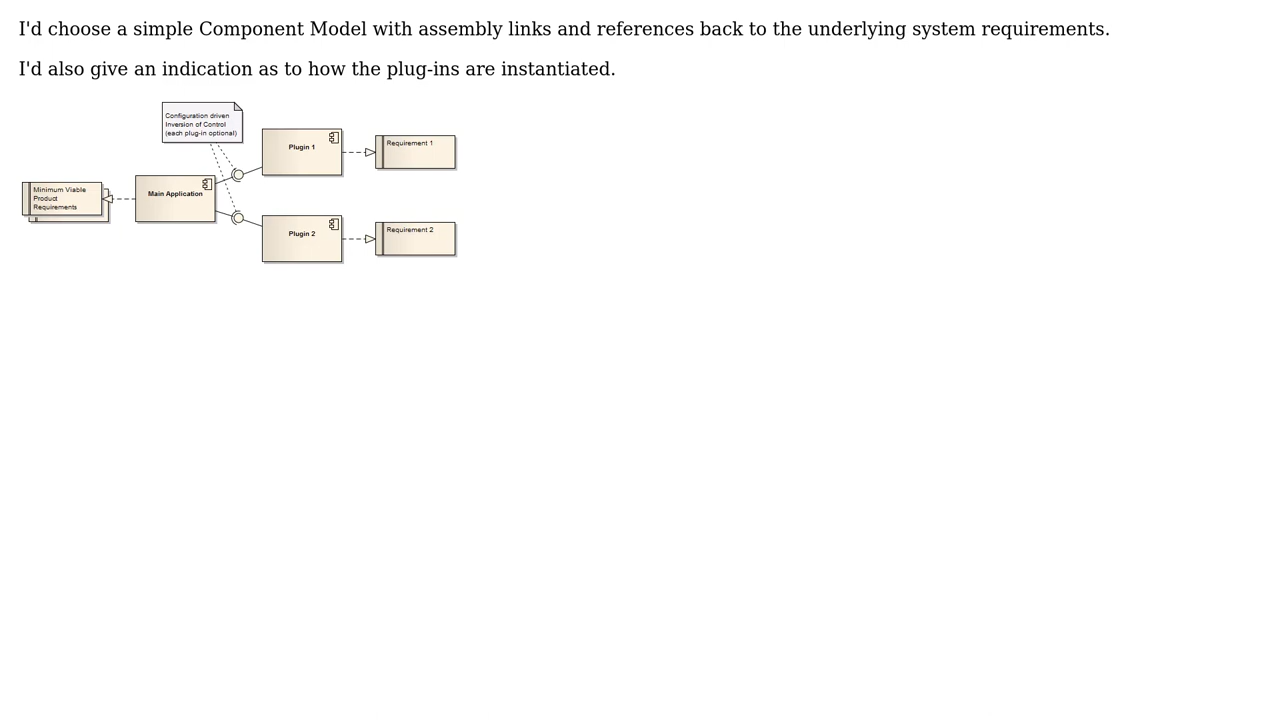 I'd choose a simple Component Model with assembly links and references back to the underlying system requirements.
I'd also give an indication as to how the plug-ins are instantiated.
Configuration driven
Inversion of Control
(each plug-in optional)
Plugin 1
Requirement 1
Minimum Viable
Product
Requirements
Main Application
Plugin 2
Requirement 2